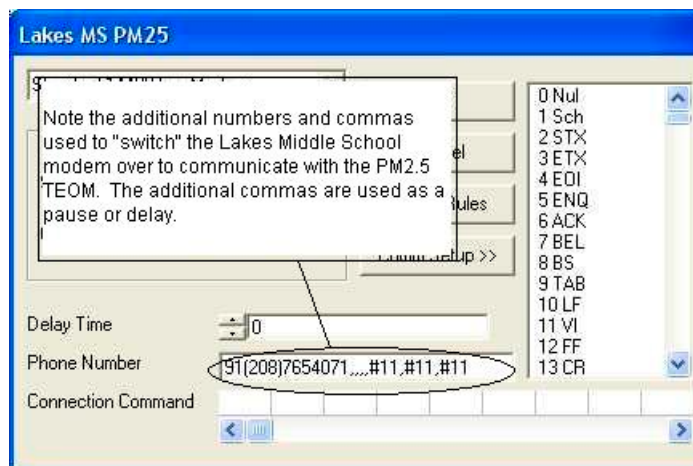 Lakes MS PM25
Note the additional numbers and commas
used to "switch" the Lakes Middle School
modem over to communicate with the PM2.5
TEOM. The additional commas are used as a
pause or delay.
Setup >>
0 Nul
1 Sch
2 STX
3 ETX
4 EOI
5 ENQ
6 ACK
7 BEL
8 BS
9 TAB
10 LF
11 VI
12 FF
13 CR
Delay Time
0
Phone Number
91(208)7654071,,,,#11,#11,#11
Connection Command